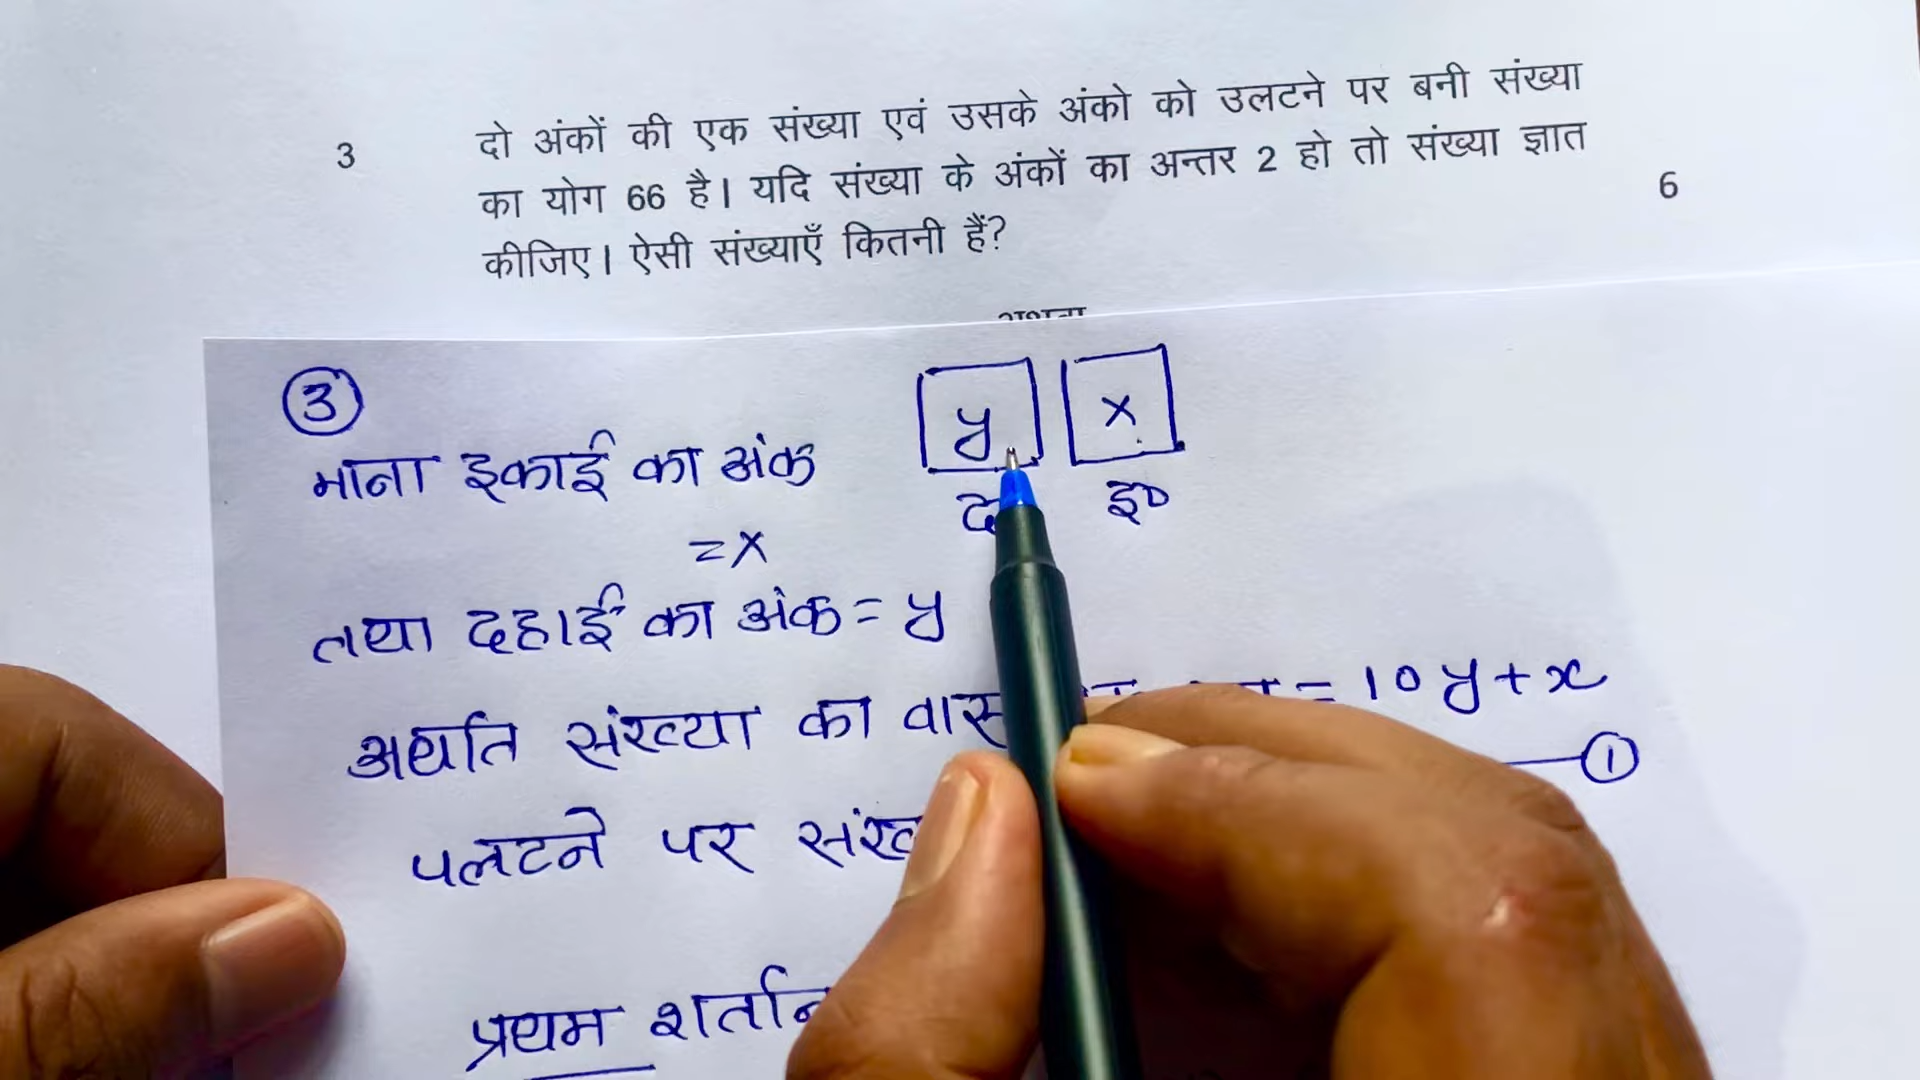 3
दो अंकों की एक संख्या एवं उसके अंको को उलटने पर बनी संख्या
का योग 66 है। यदि संख्या के अंकों का अन्तर 2 हो तो संख्या ज्ञात
6
कीजिए। ऐसी संख्याएँ कितनी हैं?
③
y x
माना इकाई का अंक
इ०
= x
तथा दहाई का अंक = y
अर्थात संख्या का = 10y + x
①
पलटने पर
प्रथम